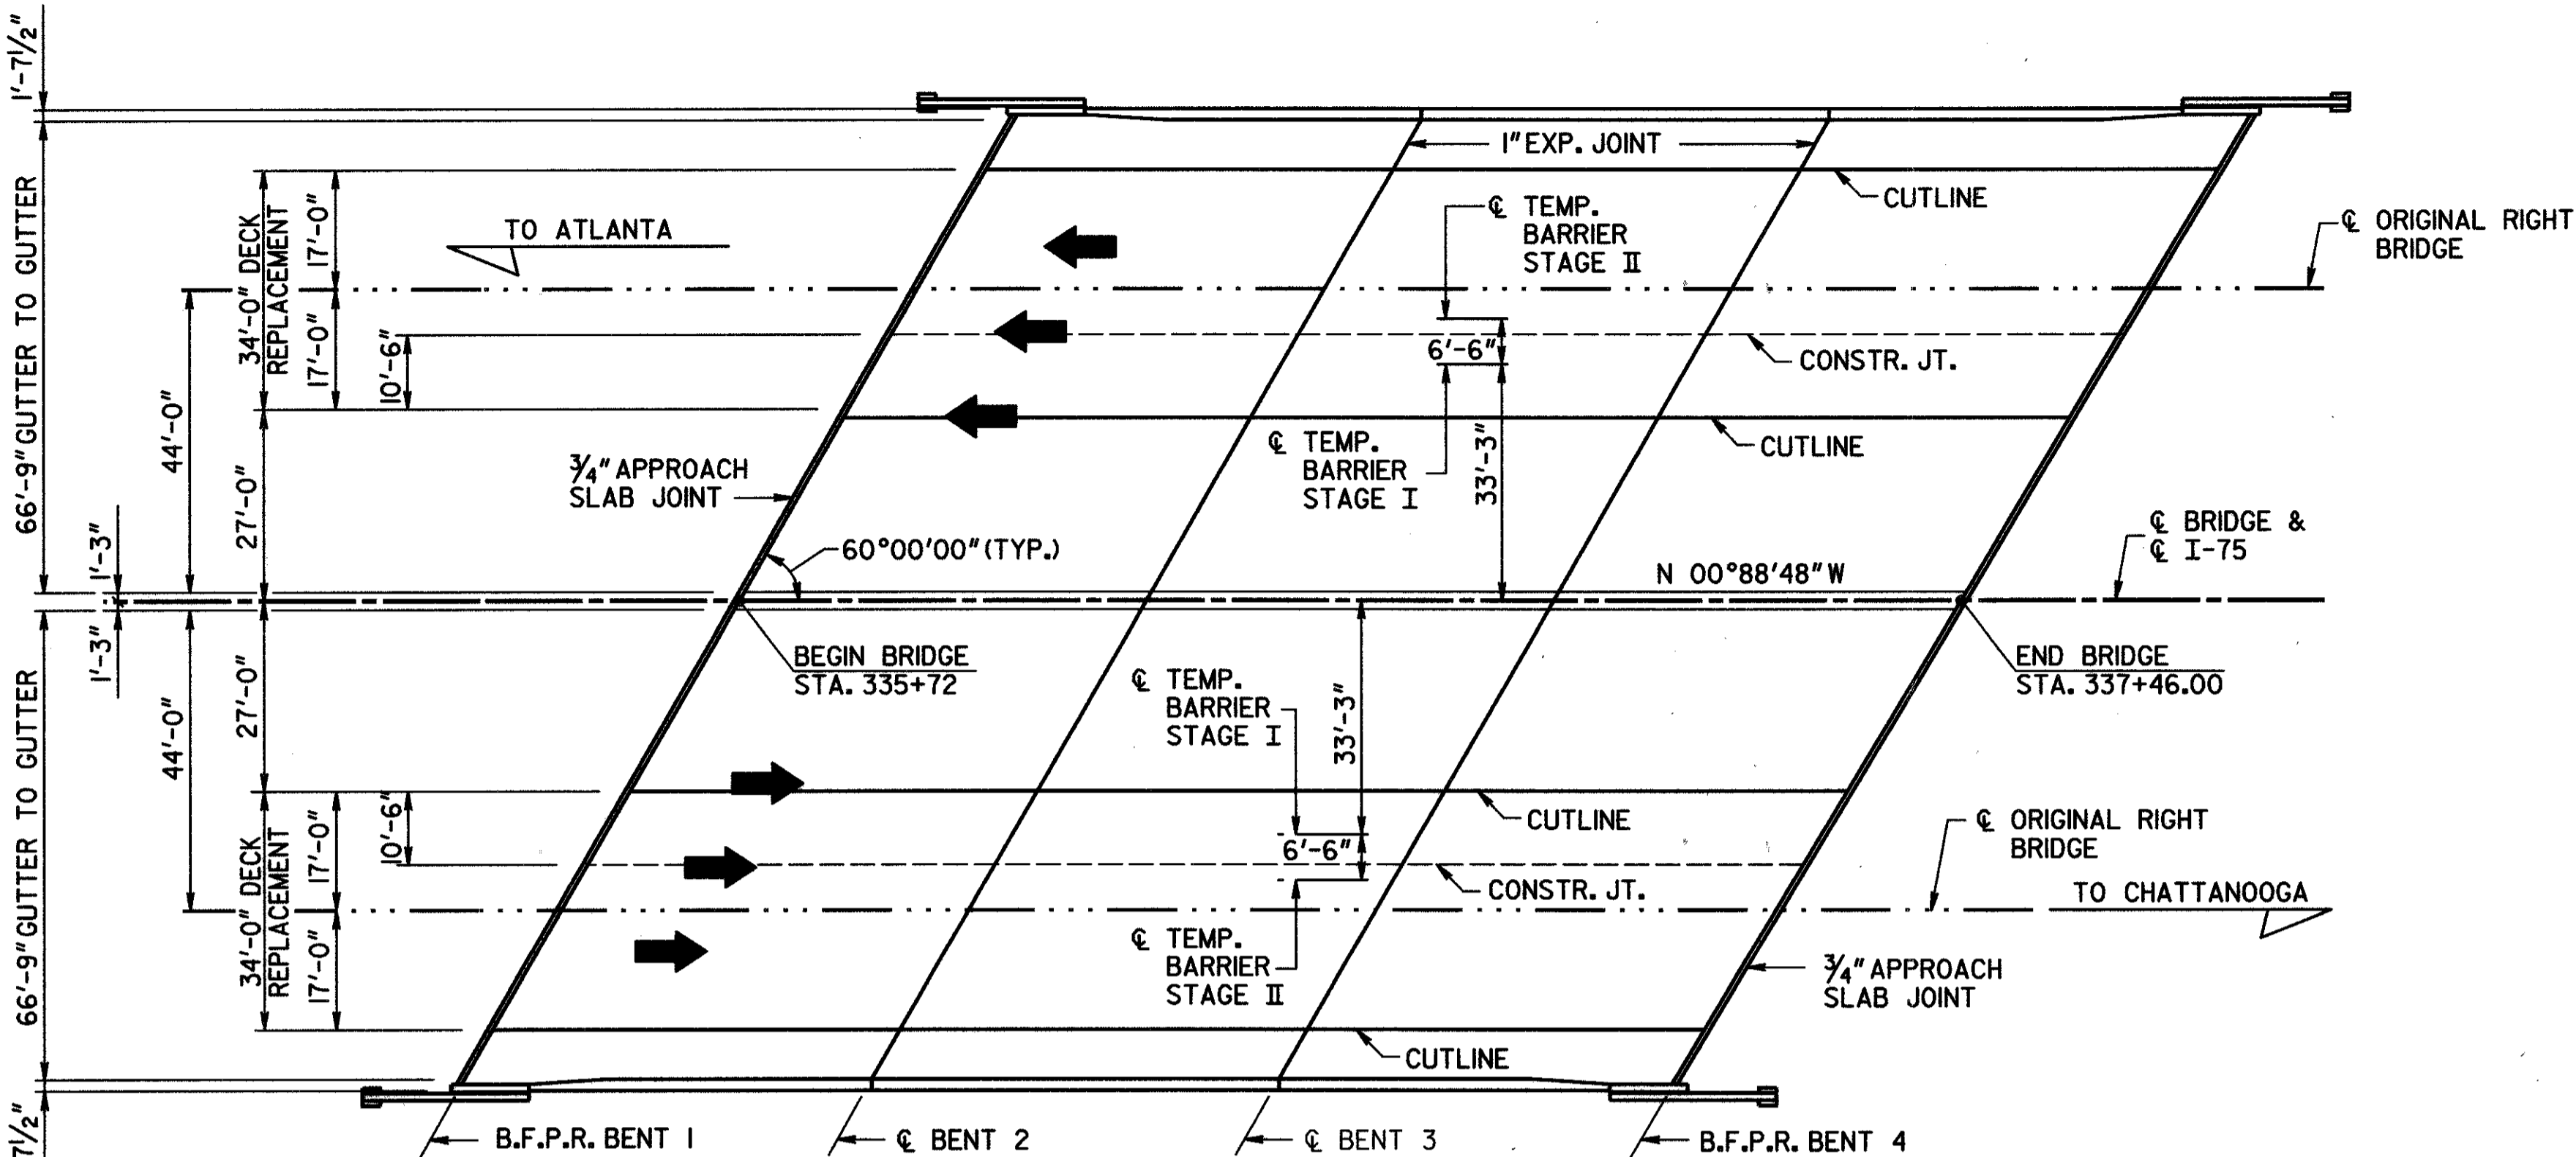 1'-7½"
66'-9" GUTTER TO GUTTER
34'-0" DECK
REPLACEMENT
17'-0"
17'-0"
10'-6"
44'-0"
27'-0"
1'-3"
TO ATLANTA
1" EXP. JOINT
CUTLINE
℄ TEMP.
BARRIER
STAGE II
℄ ORIGINAL RIGHT
BRIDGE
6'-6"
CONSTR. JT.
℄ TEMP.
BARRIER
STAGE I
33'-3"
CUTLINE
¾" APPROACH
SLAB JOINT
60°00'00" (TYP.)
N 00°88'48" W
℄ BRIDGE &
℄ I-75
BEGIN BRIDGE
STA. 335+72
END BRIDGE
STA. 337+46.00
1'-3"
27'-0"
44'-0"
66'-9" GUTTER TO GUTTER
34'-0" DECK
REPLACEMENT
17'-0"
17'-0"
10'-6"
℄ TEMP.
BARRIER
STAGE I
33'-3"
CUTLINE
6'-6"
℄ ORIGINAL RIGHT
BRIDGE
CONSTR. JT.
TO CHATTANOOGA
℄ TEMP.
BARRIER
STAGE II
¾" APPROACH
SLAB JOINT
CUTLINE
7½"
B.F.P.R. BENT 1
℄ BENT 2
℄ BENT 3
B.F.P.R. BENT 4